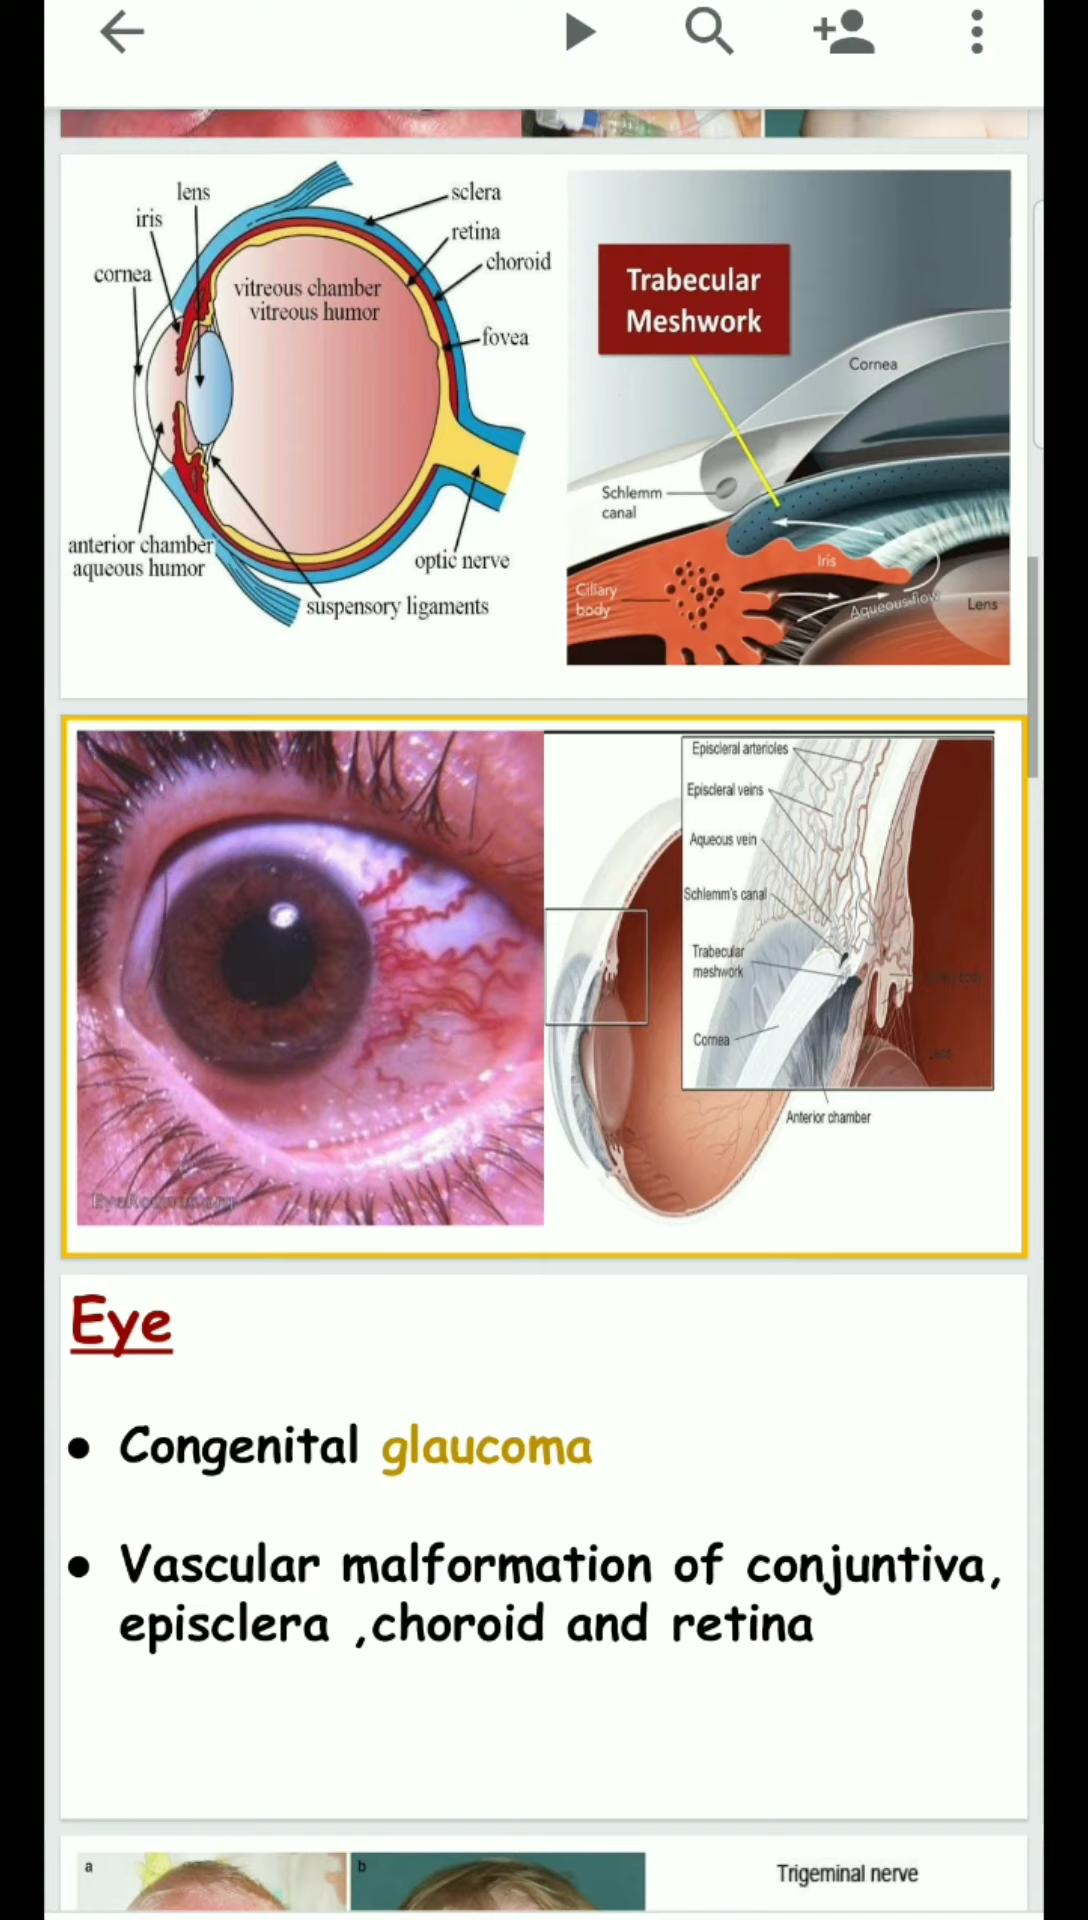 lens
iris
cornea
sclera
retina
choroid
vitreous chamber
vitreous humor
fovea
anterior chamber
aqueous humor
optic nerve
suspensory ligaments
Trabecular
Meshwork
Cornea
Schlemm
canal
Iris
Ciliary
body
Aqueous flow
Lens
Episcleral arterioles
Episcleral veins
Aqueous vein
Schlemm's canal
Trabecular
meshwork
Cornea
Lens
Anterior chamber
Eye
● Congenital glaucoma
● Vascular malformation of conjuntiva,
episclera ,choroid and retina
a
b
Trigeminal nerve